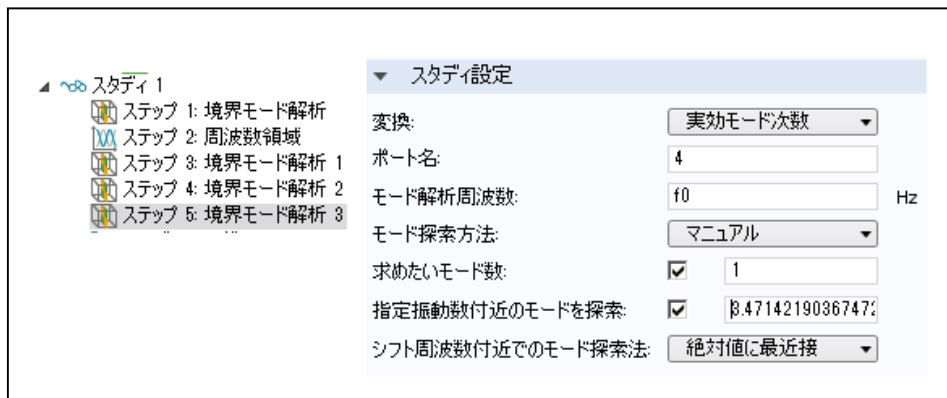 スタディ 1
ステップ 1: 境界モード解析
ステップ 2: 周波数領域
ステップ 3: 境界モード解析 1
ステップ 4: 境界モード解析 2
ステップ 5: 境界モード解析 3
スタディ設定
変換: 実効モード次数
ポート名: 4
モード解析周波数: f0 Hz
モード探索方法: マニュアル
求めたいモード数: 1
指定振動数付近のモードを探索: 3.47142190367472
シフト周波数付近でのモード探索法: 絶対値に最近接